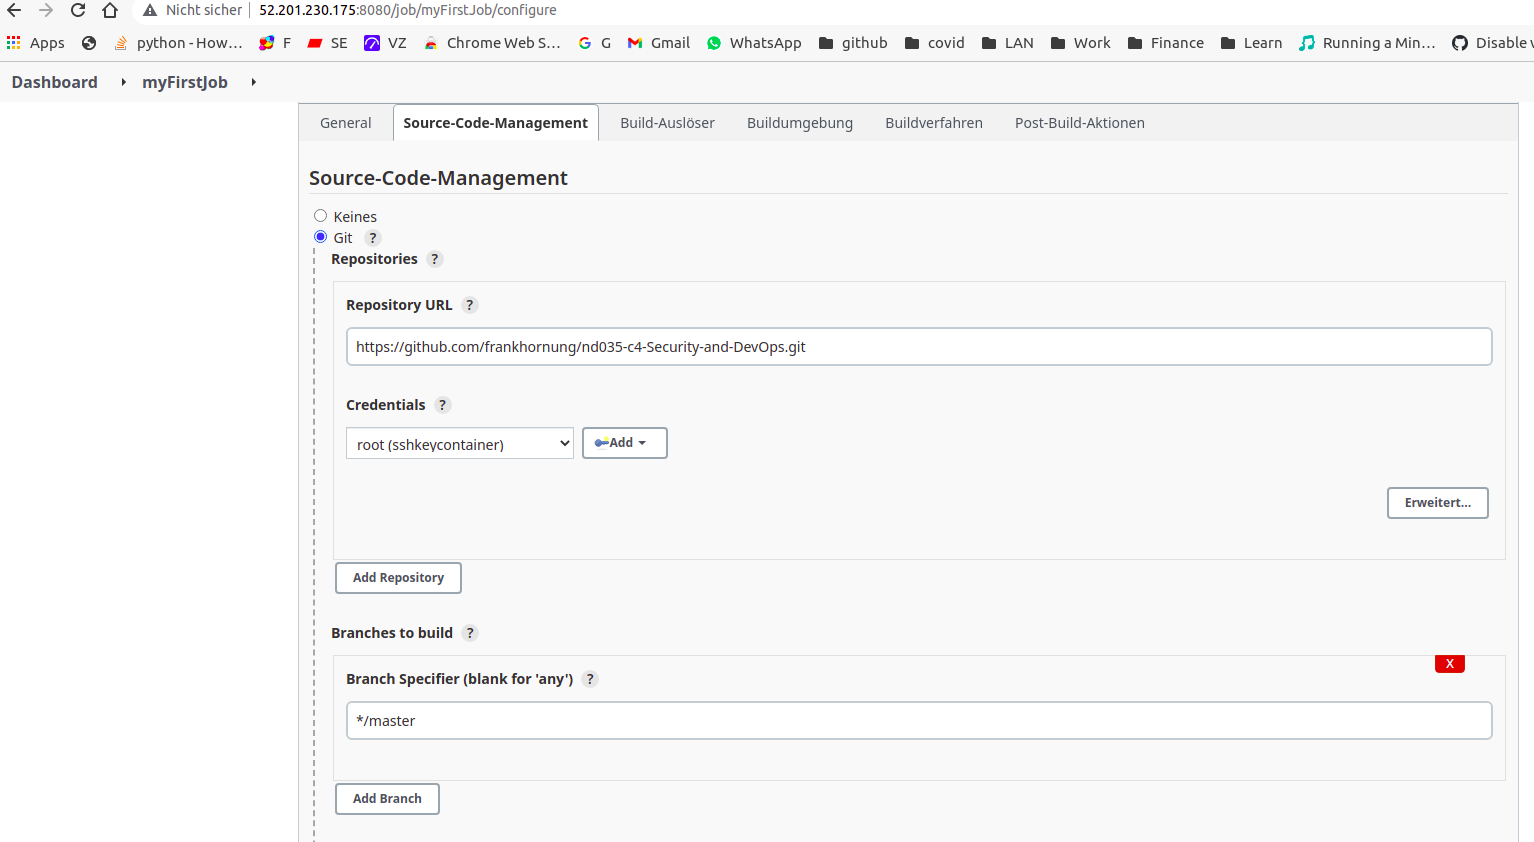 Nicht sicher 52.201.230.175:8080/job/myFirstJob/configure
Apps python - How… F SE VZ Chrome Web S… G Gmail WhatsApp github covid LAN Work Finance Learn Running a Min… Disable
Dashboard myFirstJob
General Source-Code-Management Build-Auslöser Buildumgebung Buildverfahren Post-Build-Aktionen
Source-Code-Management
Keines
Git ?
Repositories ?
Repository URL ?
https://github.com/frankhornung/nd035-c4-Security-and-DevOps.git
Credentials ?
root (sshkeycontainer) Add
Erweitert...
Add Repository
Branches to build ?
X
Branch Specifier (blank for 'any') ?
*/master
Add Branch